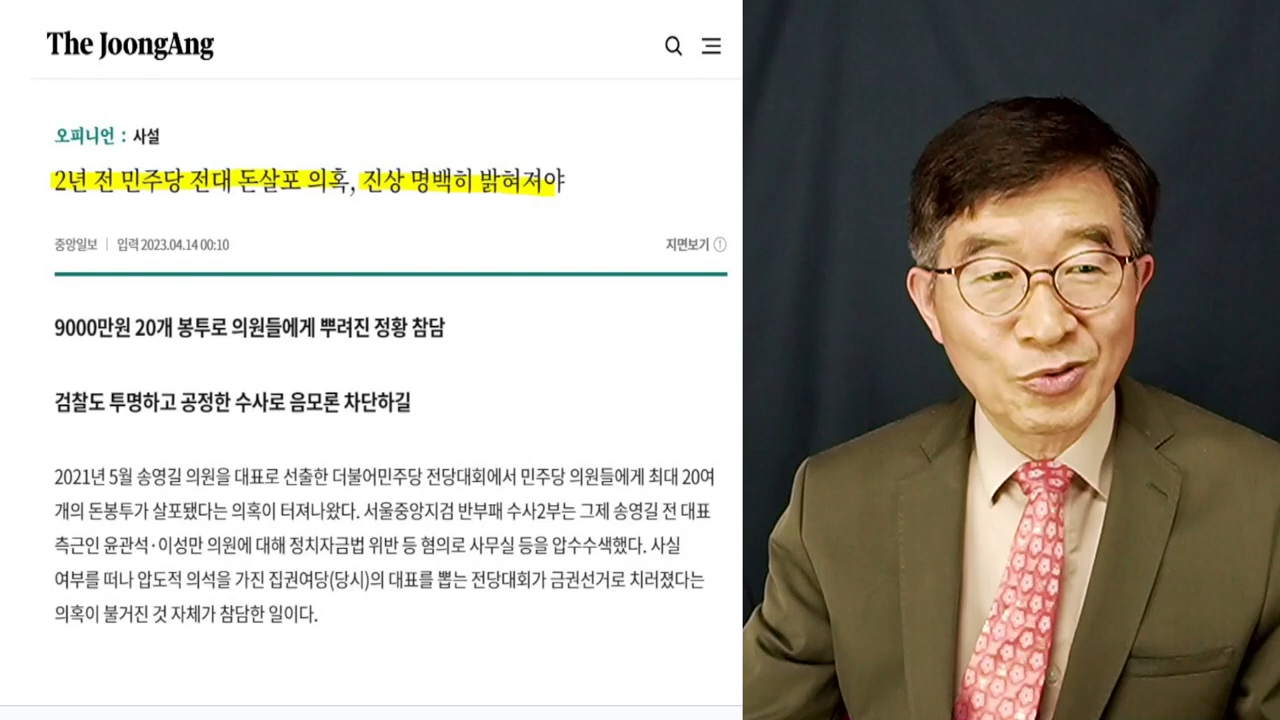 The JoongAng
오피니언 : 사설
2년 전 민주당 전대 돈살포 의혹, 진상 명백히 밝혀져야
중앙일보 | 입력 2023.04.14 00:10
지면보기
9000만원 20개 봉투로 의원들에게 뿌려진 정황 참담
검찰도 투명하고 공정한 수사로 음모론 차단하길
2021년 5월 송영길 의원을 대표로 선출한 더불어민주당 전당대회에서 민주당 의원들에게 최대 20여
개의 돈봉투가 살포됐다는 의혹이 터져나왔다. 서울중앙지검 반부패 수사2부는 그제 송영길 전 대표
측근인 윤관석·이성만 의원에 대해 정치자금법 위반 등 혐의로 사무실 등을 압수수색했다. 사실
여부를 떠나 압도적 의석을 가진 집권여당(당시)의 대표를 뽑는 전당대회가 금권선거로 치러졌다는
의혹이 불거진 것 자체가 참담한 일이다.